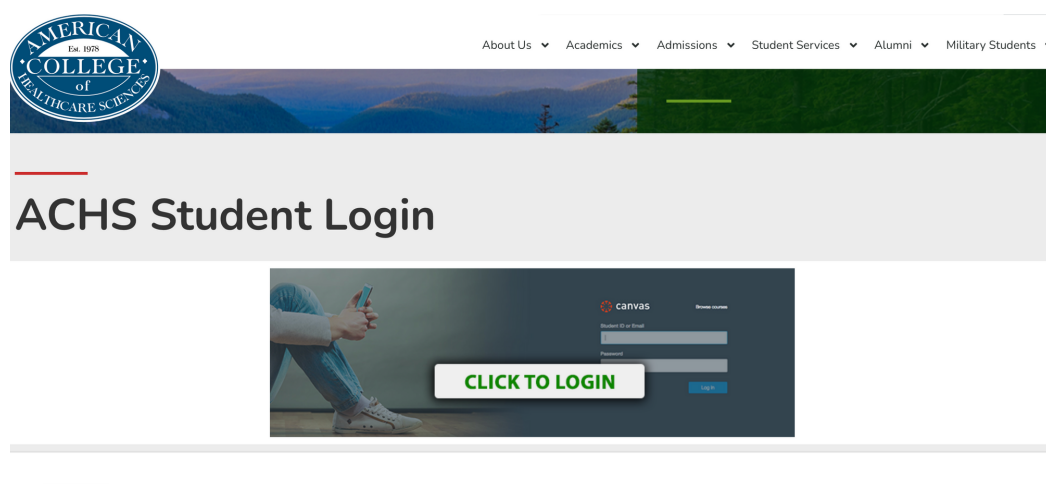 AMERICAN
Est. 1978
COLLEGE
of
HEALTHCARE SCIENCES
About Us Academics Admissions Student Services Alumni Military Students
ACHS Student Login
canvas Browse courses
Student ID or Email
Password
CLICK TO LOGIN
Log In